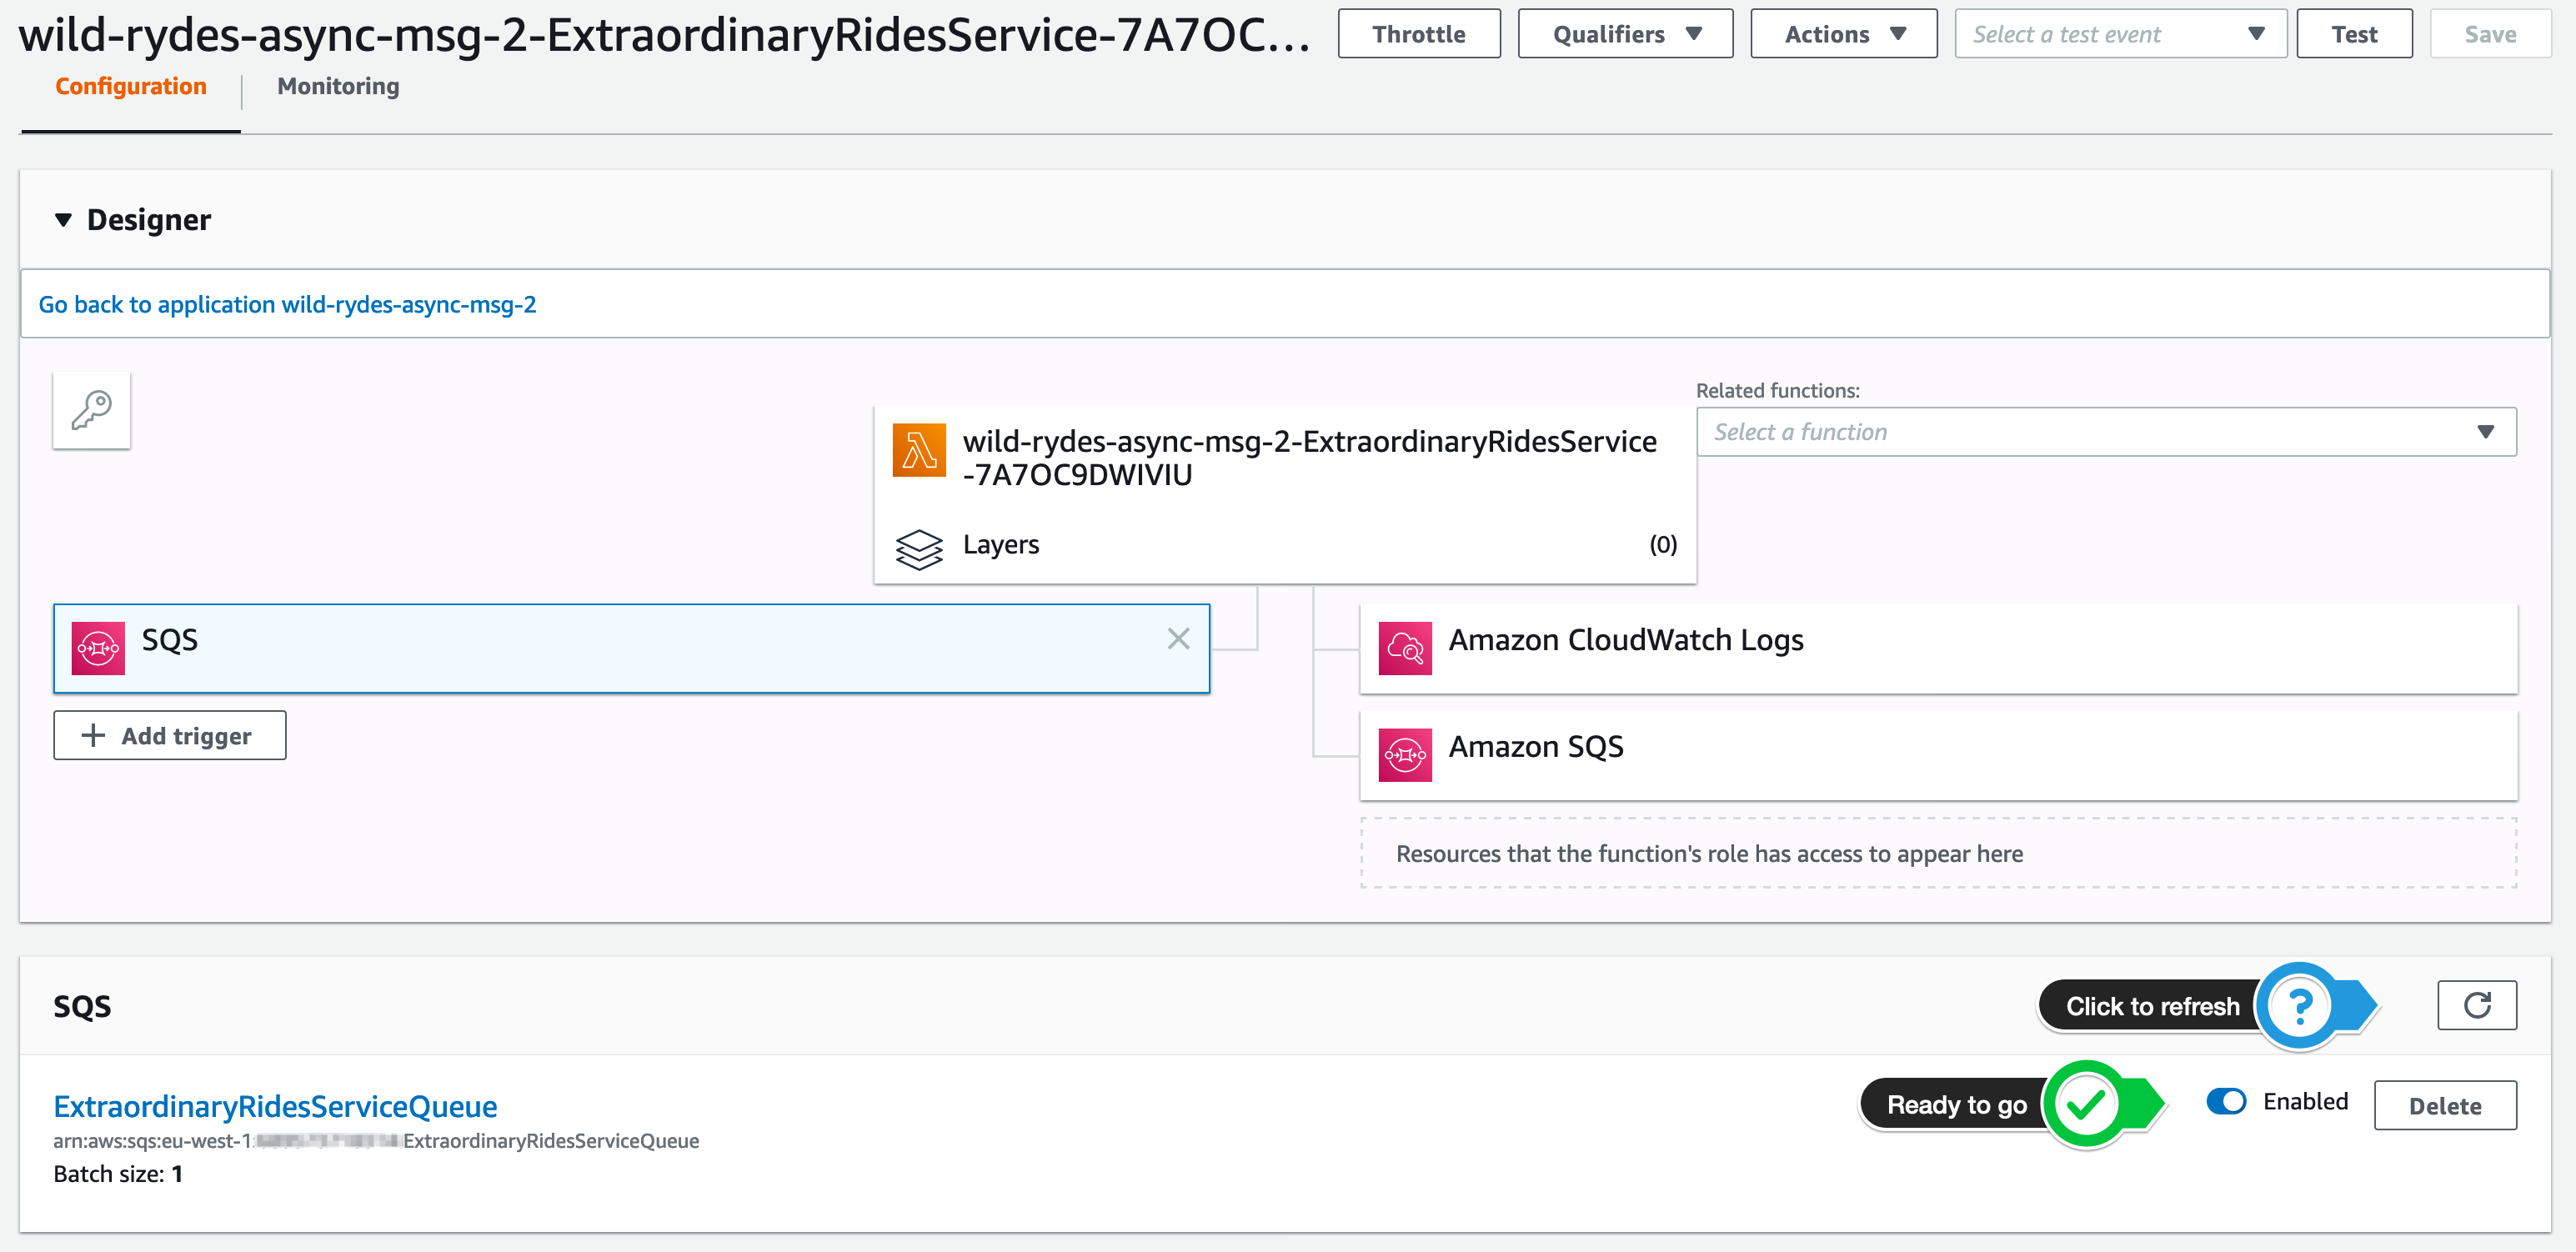 wild-rydes-async-msg-2-ExtraordinaryRidesService-7A7OC...
Throttle
Qualifiers
Actions
Select a test event
Test
Save
Configuration
Monitoring
Designer
Go back to application wild-rydes-async-msg-2
Related functions:
Select a function
wild-rydes-async-msg-2-ExtraordinaryRidesService
-7A7OC9DWIVIU
Layers
(0)
SQS
Add trigger
Amazon CloudWatch Logs
Amazon SQS
Resources that the function's role has access to appear here
SQS
Click to refresh
ExtraordinaryRidesServiceQueue
Ready to go
Enabled
Delete
arn:aws:sqs:eu-west-1: ExtraordinaryRidesServiceQueue
Batch size: 1